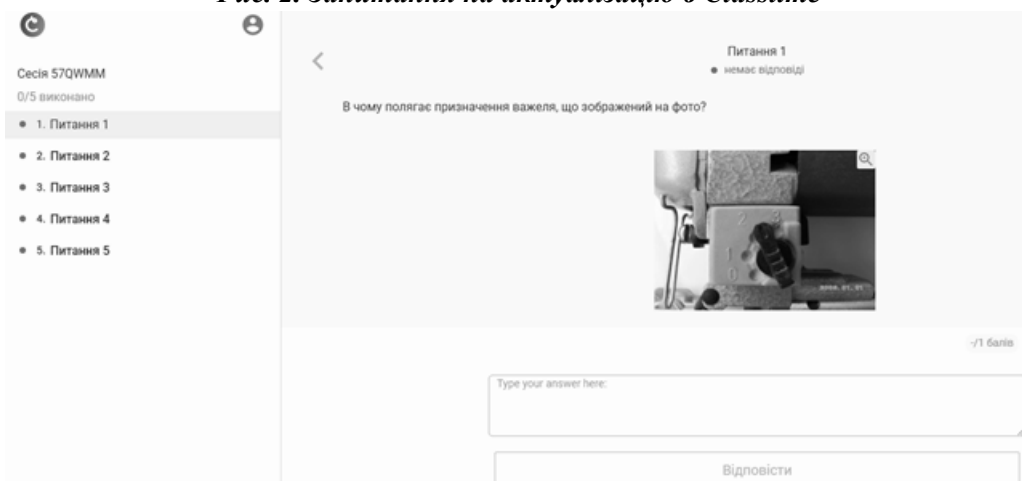 Рис. 2. Запитання на актуалізацію в Classtime
Сесія 57QWMM
0/5 виконано
1. Питання 1
2. Питання 2
3. Питання 3
4. Питання 4
5. Питання 5
Питання 1
немає відповіді
В чому полягає призначення важеля, що зображений на фото?
2 3
1
0
-/1 балів
Type your answer here:
Відповісти